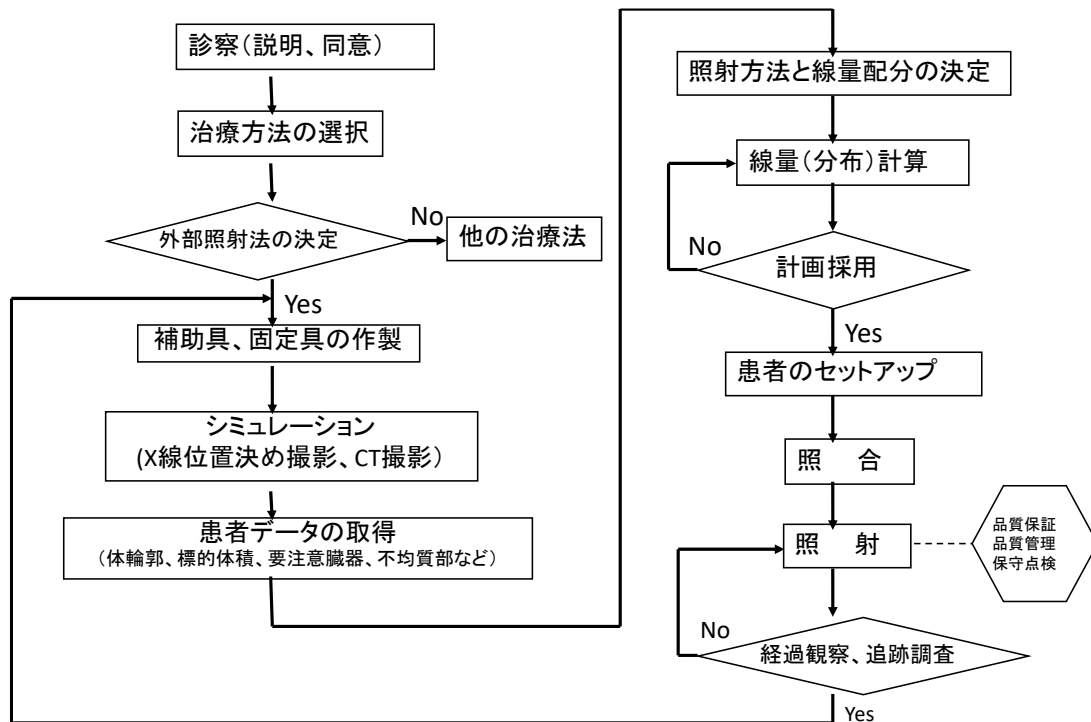 診察（説明、同意）
治療方法の選択
外部照射法の決定
No
他の治療法
Yes
補助具、固定具の作製
シミュレーション
(X線位置決め撮影、CT撮影）
患者データの取得
（体輪郭、標的体積、要注意臓器、不均質部など）
照射方法と線量配分の決定
線量（分布）計算
No
計画採用
Yes
患者のセットアップ
照　合
照　射
品質保証
品質管理
保守点検
No
経過観察、追跡調査
Yes